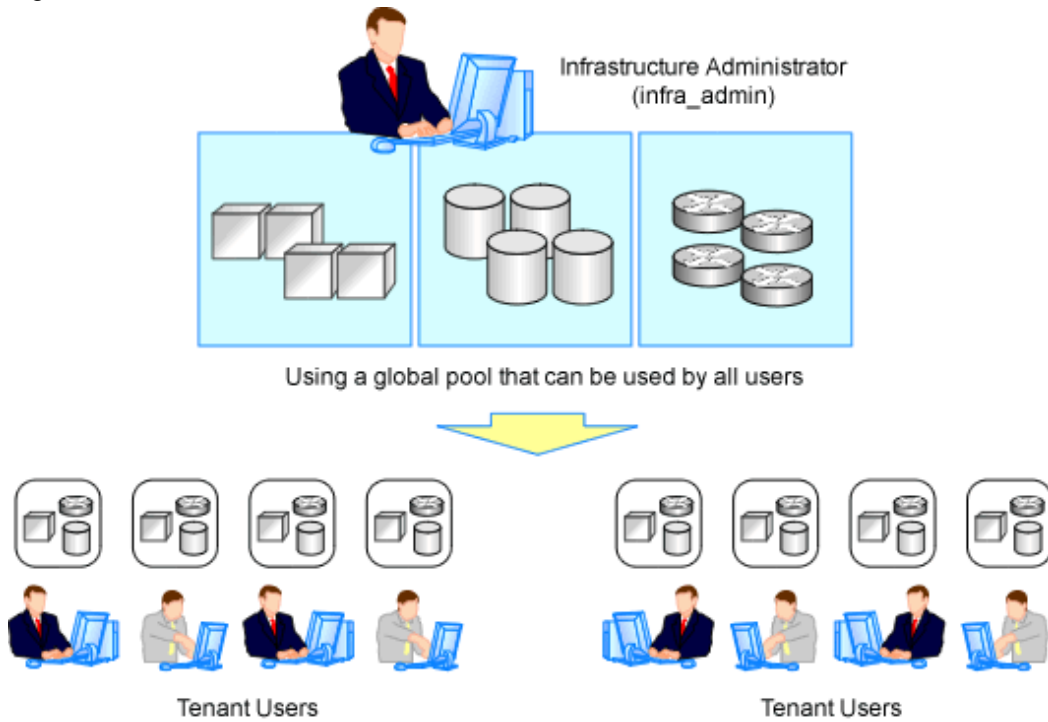 Infrastructure Administrator
(infra_admin)
Using a global pool that can be used by all users
Tenant Users
Tenant Users